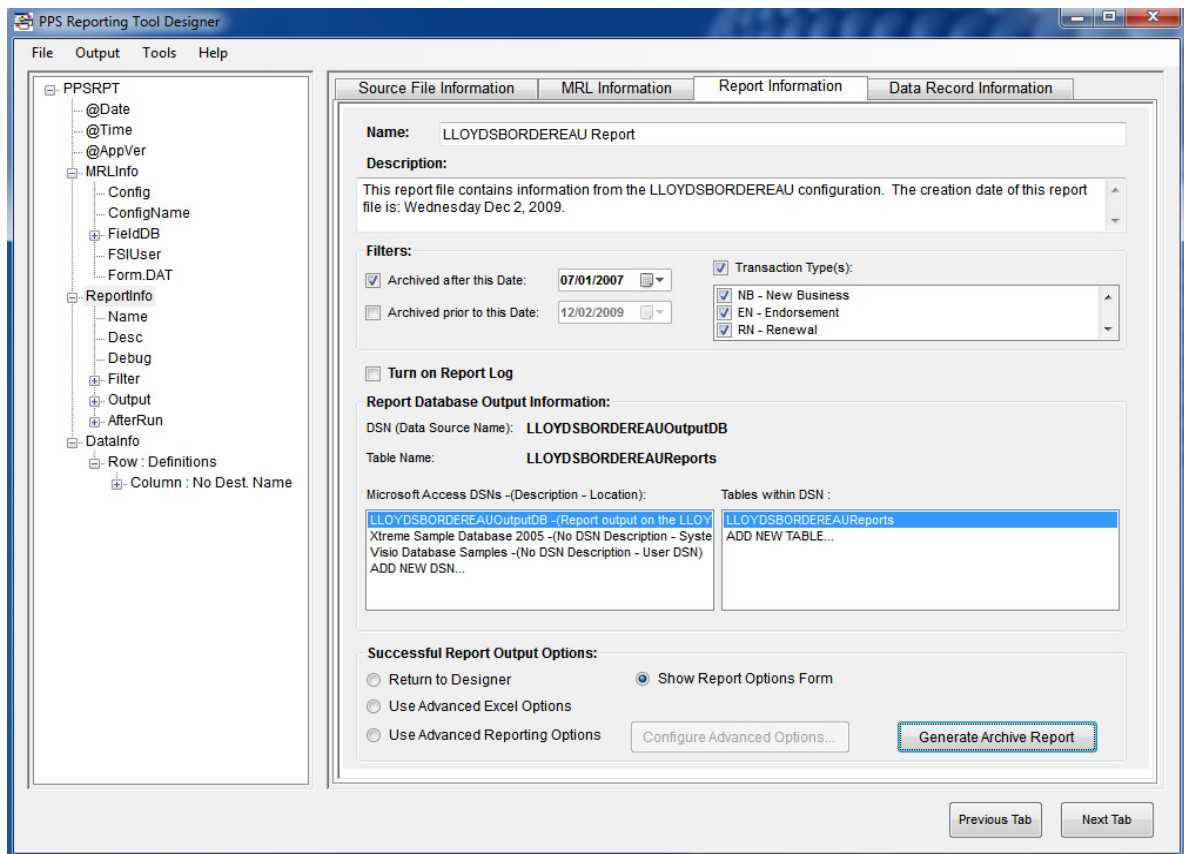 PPS Reporting Tool Designer
File Output Tools Help
PPSRPT
@Date
@Time
@AppVer
MRLInfo
Config
ConfigName
FieldDB
FSIUser
Form.DAT
ReportInfo
Name
Desc
Debug
Filter
Output
AfterRun
DataInfo
Row : Definitions
Column : No Dest. Name
Source File Information MRL Information Report Information Data Record Information
Name: LLOYDSBORDEREAU Report
Description:
This report file contains information from the LLOYDSBORDEREAU configuration. The creation date of this report
file is: Wednesday Dec 2, 2009.
Filters:
Archived after this Date: 07/01/2007
Archived prior to this Date: 12/02/2009
Transaction Type(s):
NB - New Business
EN - Endorsement
RN - Renewal
Turn on Report Log
Report Database Output Information:
DSN (Data Source Name): LLOYDSBORDEREAUOutputDB
Table Name: LLOYDSBORDEREAUReports
Microsoft Access DSNs -(Description - Location):
LLOYDSBORDEREAUOutputDB -(Report output on the LLOY
Xtreme Sample Database 2005 -(No DSN Description - Syste
Visio Database Samples -(No DSN Description - User DSN)
ADD NEW DSN...
Tables within DSN :
LLOYDSBORDEREAUReports
ADD NEW TABLE...
Successful Report Output Options:
Return to Designer Show Report Options Form
Use Advanced Excel Options
Use Advanced Reporting Options Configure Advanced Options... Generate Archive Report
Previous Tab Next Tab